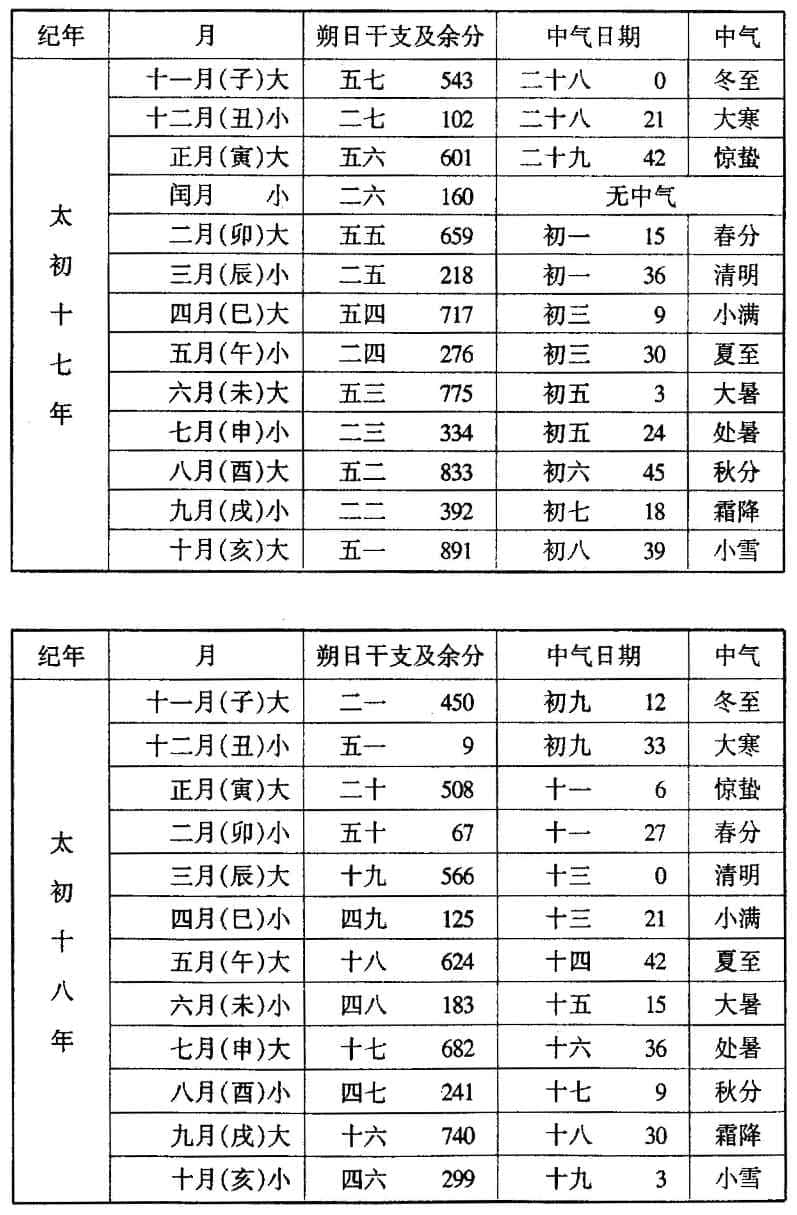 纪年 月 朔日干支及余分 中气日期 中气
太初十七年
十一月(子)大 五七 543 二十八 0 冬至
十二月(丑)小 二七 102 二十八 21 大寒
正月(寅)大 五六 601 二十九 42 惊蛰
闰月 小 二六 160 无中气
二月(卯)大 五五 659 初一 15 春分
三月(辰)小 二五 218 初一 36 清明
四月(巳)大 五四 717 初三 9 小满
五月(午)小 二四 276 初三 30 夏至
六月(未)大 五三 775 初五 3 大暑
七月(申)小 二三 334 初五 24 处暑
八月(酉)大 五二 833 初六 45 秋分
九月(戌)小 二二 392 初七 18 霜降
十月(亥)大 五一 891 初八 39 小雪
纪年 月 朔日干支及余分 中气日期 中气
太初十八年
十一月(子)大 二一 450 初九 12 冬至
十二月(丑)小 五一 9 初九 33 大寒
正月(寅)大 二十 508 十一 6 惊蛰
二月(卯)小 五十 67 十一 27 春分
三月(辰)大 十九 566 十三 0 清明
四月(巳)小 四九 125 十三 21 小满
五月(午)大 十八 624 十四 42 夏至
六月(未)小 四八 183 十五 15 大暑
七月(申)大 十七 682 十六 36 处暑
八月(酉)小 四七 241 十七 9 秋分
九月(戌)大 十六 740 十八 30 霜降
十月(亥)小 四六 299 十九 3 小雪